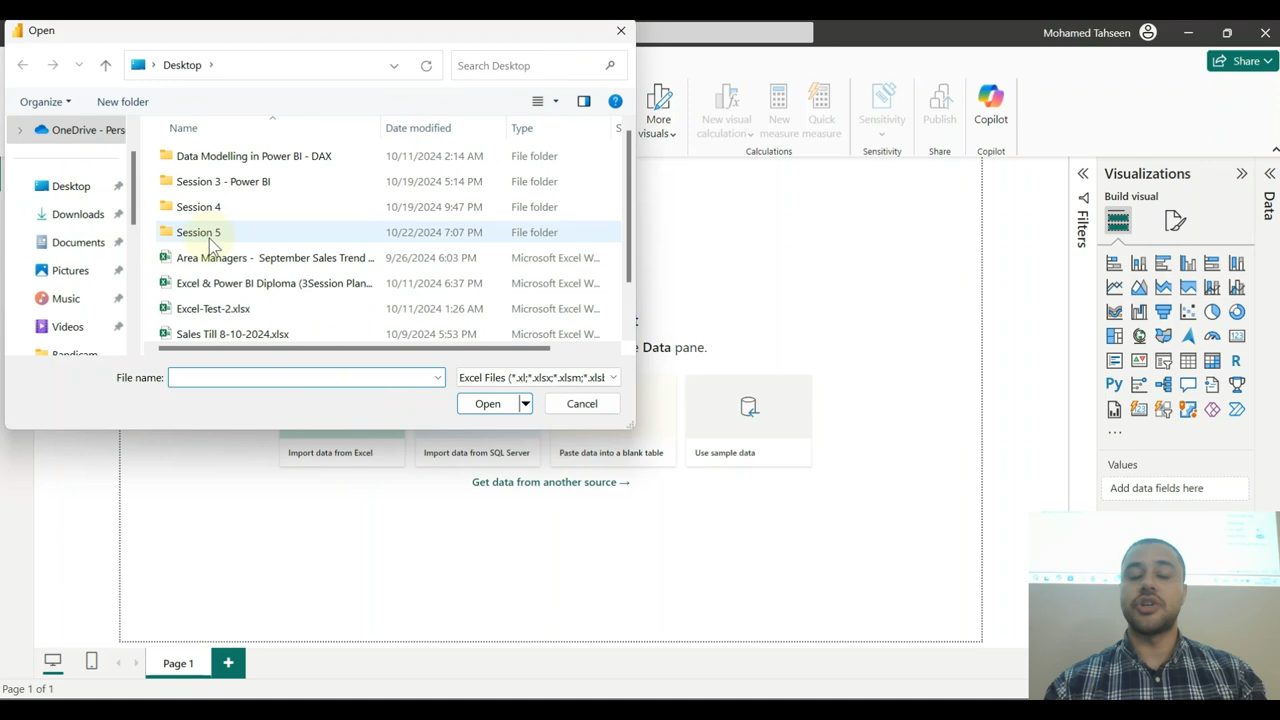 Open
Mohamed Tahseen
Desktop
Search Desktop
Share
Organize
New folder
OneDrive - Pers
Name
Date modified
Type
S
Desktop
Downloads
Documents
Pictures
Music
Videos
Bandicam
Data Modelling in Power BI - DAX 10/11/2024 2:14 AM File folder
Session 3 - Power BI 10/19/2024 5:14 PM File folder
Session 4 10/19/2024 9:47 PM File folder
Session 5 10/22/2024 7:07 PM File folder
Area Managers - September Sales Trend ... 9/26/2024 6:03 PM Microsoft Excel W...
Excel & Power BI Diploma (3Session Plan... 10/11/2024 6:37 PM Microsoft Excel W...
Excel-Test-2.xlsx 10/11/2024 1:26 AM Microsoft Excel W...
Sales Till 8-10-2024.xlsx 10/9/2024 5:53 PM Microsoft Excel W...
File name:
Excel Files (*.xl;*.xlsx;*.xlsm;*.xlsb
Open
Cancel
More
visuals
New visual
calculation
New
measure
Quick
measure
Calculations
Sensitivity
Sensitivity
Publish
Share
Copilot
Copilot
Data pane.
Import data from Excel
Import data from SQL Server
Paste data into a blank table
Use sample data
Get data from another source →
Filters
Visualizations
Build visual
R
Py
123
...
Values
Add data fields here
Data
Page 1
Page 1 of 1